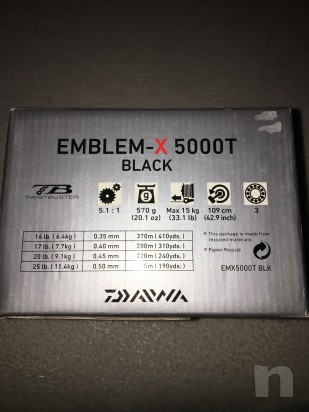 EMBLEM-X 5000T
BLACK
B
TWISTBUSTER
5.1 : 1
570 g
(20.1 oz)
Max 15 kg
(33.1 lb)
109 cm
(42.9 inch)
3
14 lb. ( 6.4kg ) 0.35 mm 370m ( 410yds. )
17 lb. ( 7.7kg ) 0.40 mm 280m ( 310yds. )
20 lb. ( 9.1kg ) 0.45 mm 220m ( 240yds. )
25 lb. ( 11.4kg ) 0.50 mm 5m ( 190yds. )
* This package is made from
recycled materials.
* Paper Recycle
DAIWA
EMX5000T BLK
n